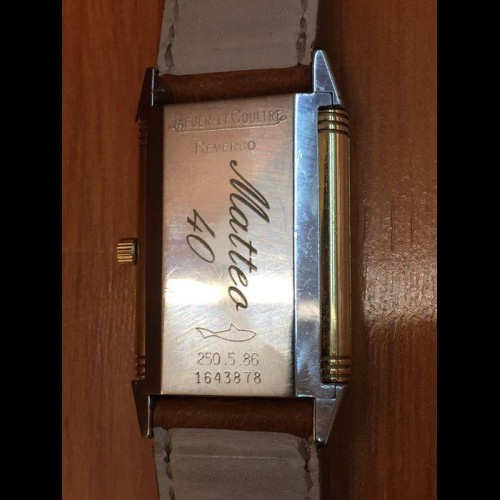 JAEGER-LECOULTRE
REVERSO
Matteo
40
250.5.86
1643878